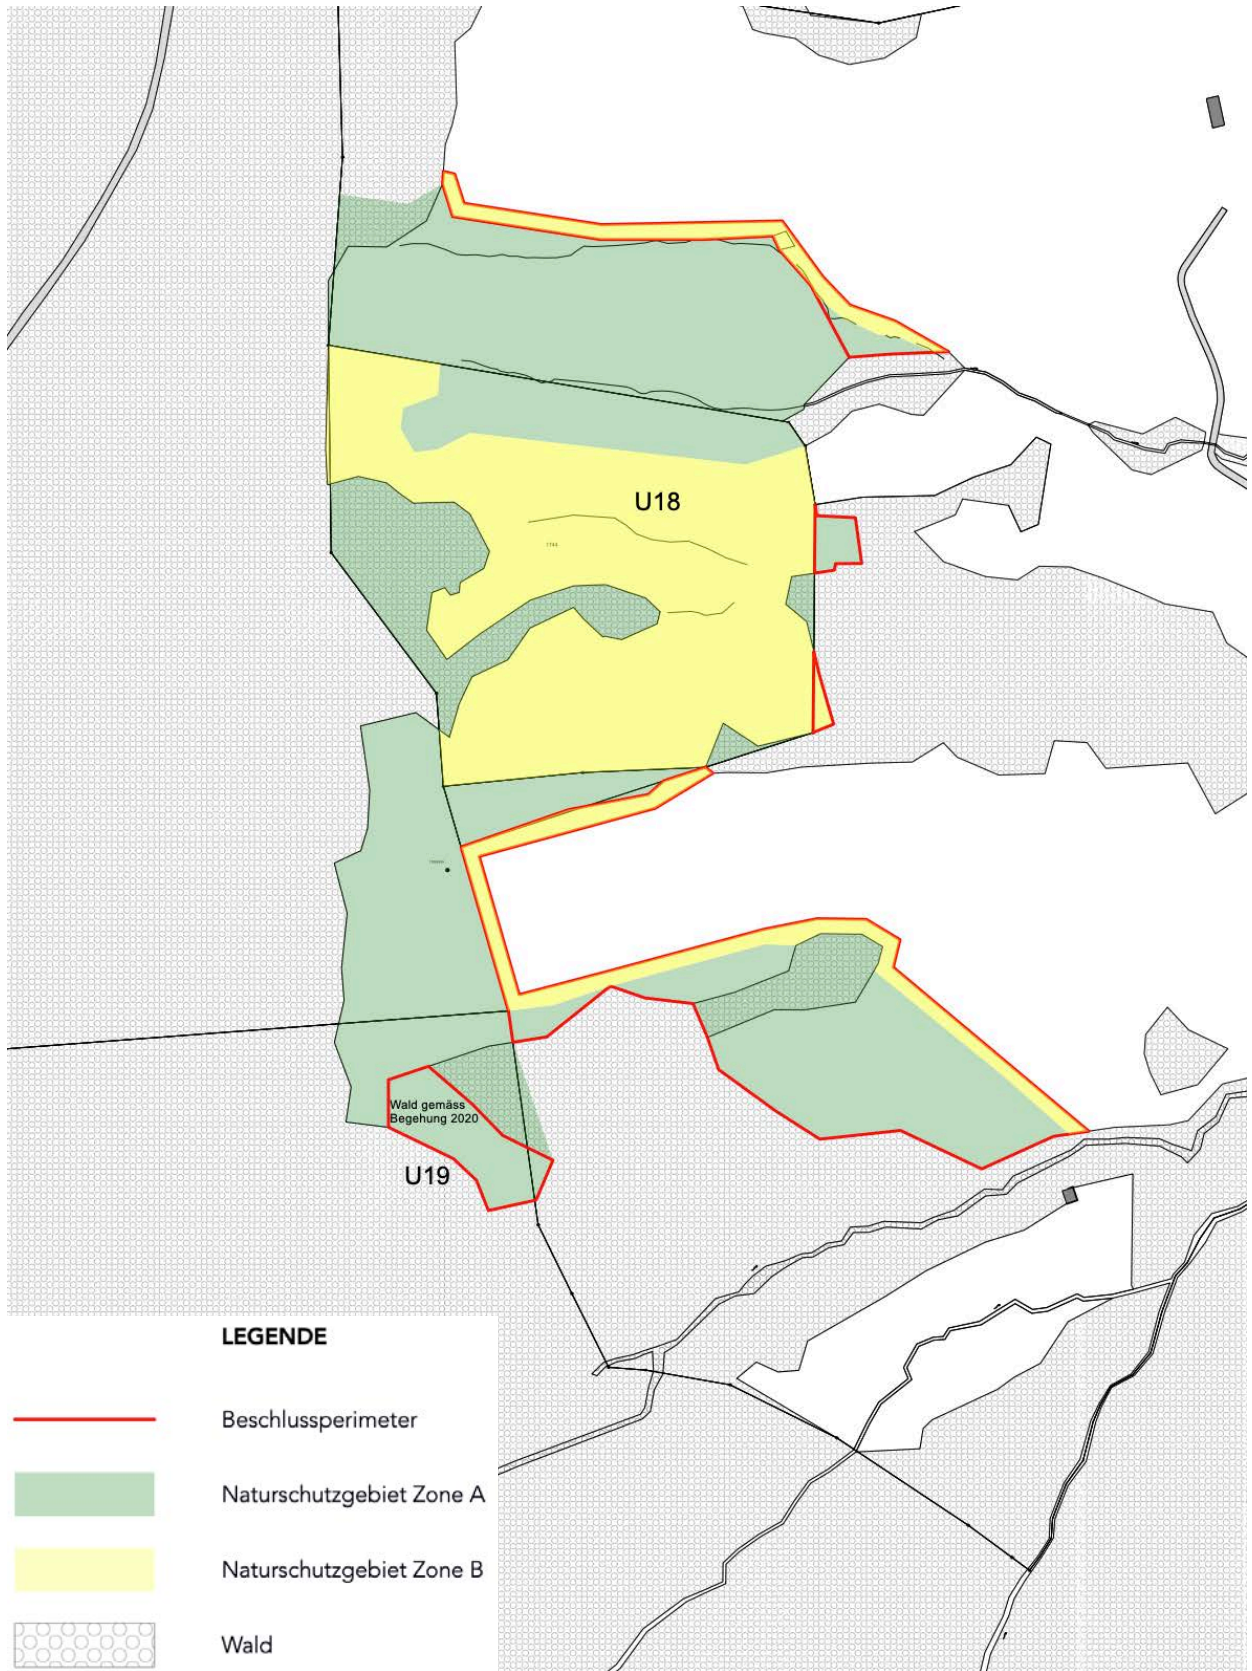 U18
Wald gemäss
Begehung 2020
U19
LEGENDE
Beschlussperimeter
Naturschutzgebiet Zone A
Naturschutzgebiet Zone B
Wald